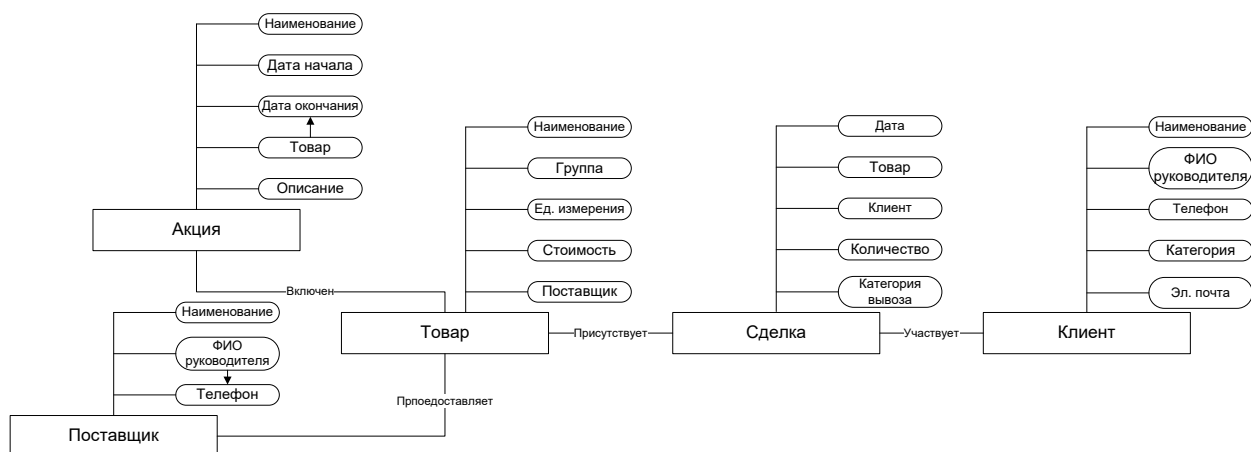 Наименование
Дата начала
Дата окончания
Товар
Описание
Акция
Включен
Наименование
ФИО
руководителя
Телефон
Поставщик
Прпоедоставляет
Наименование
Группа
Ед. измерения
Стоимость
Поставщик
Товар
Присутствует
Дата
Товар
Клиент
Количество
Категория
вывоза
Сделка
Участвует
Наименование
ФИО
руководителя
Телефон
Категория
Эл. почта
Клиент